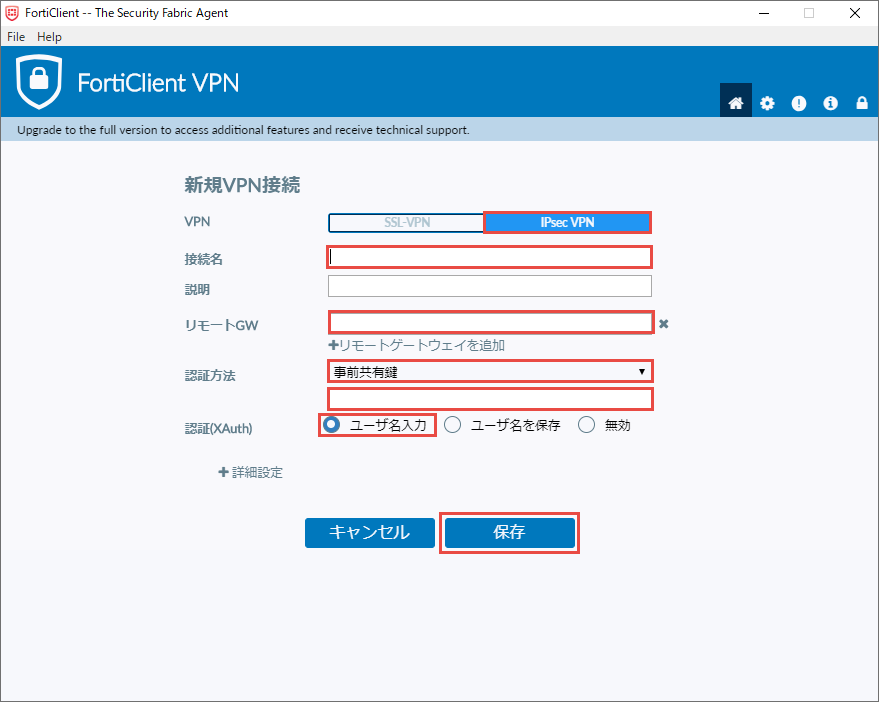 FortiClient -- The Security Fabric Agent
File Help
FortiClient VPN
Upgrade to the full version to access additional features and receive technical support.
新規VPN接続
VPN SSL-VPN IPsec VPN
接続名
説明
リモートGW
+リモートゲートウェイを追加
認証方法 事前共有鍵
認証(XAuth) ユーザ名入力 ユーザ名を保存 無効
+詳細設定
キャンセル 保存